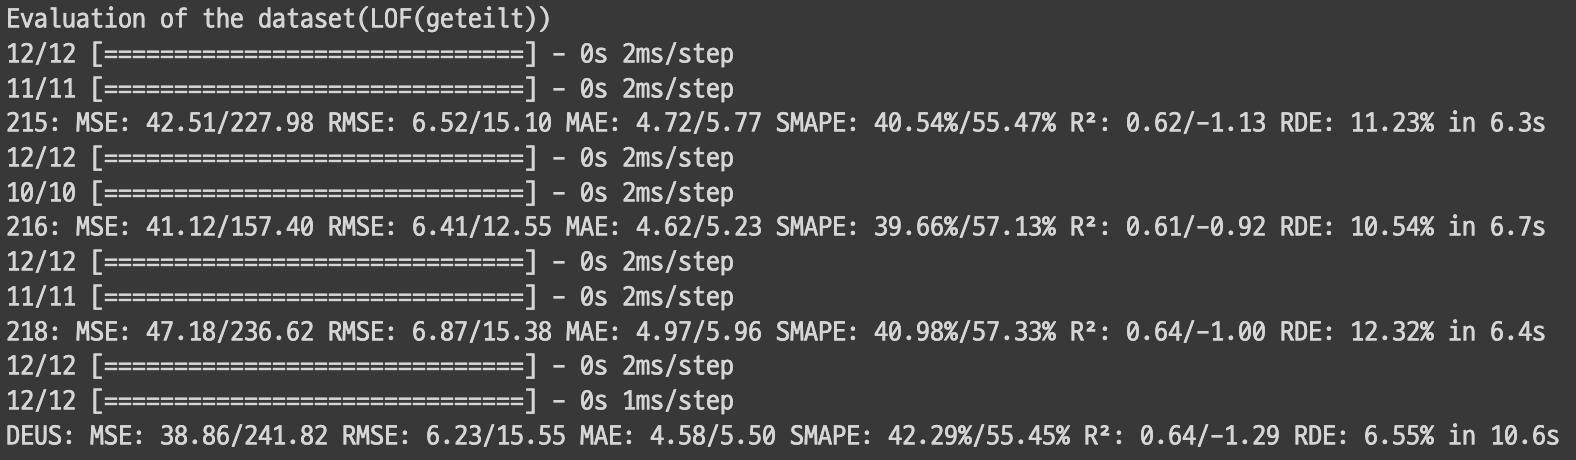 Evaluation of the dataset(LOF(geteilt))
12/12 [==============================] - 0s 2ms/step
11/11 [==============================] - 0s 2ms/step
215: MSE: 42.51/227.98 RMSE: 6.52/15.10 MAE: 4.72/5.77 SMAPE: 40.54%/55.47% R²: 0.62/-1.13 RDE: 11.23% in 6.3s
12/12 [==============================] - 0s 2ms/step
10/10 [==============================] - 0s 2ms/step
216: MSE: 41.12/157.40 RMSE: 6.41/12.55 MAE: 4.62/5.23 SMAPE: 39.66%/57.13% R²: 0.61/-0.92 RDE: 10.54% in 6.7s
12/12 [==============================] - 0s 2ms/step
11/11 [==============================] - 0s 2ms/step
218: MSE: 47.18/236.62 RMSE: 6.87/15.38 MAE: 4.97/5.96 SMAPE: 40.98%/57.33% R²: 0.64/-1.00 RDE: 12.32% in 6.4s
12/12 [==============================] - 0s 2ms/step
12/12 [==============================] - 0s 1ms/step
DEUS: MSE: 38.86/241.82 RMSE: 6.23/15.55 MAE: 4.58/5.50 SMAPE: 42.29%/55.45% R²: 0.64/-1.29 RDE: 6.55% in 10.6s